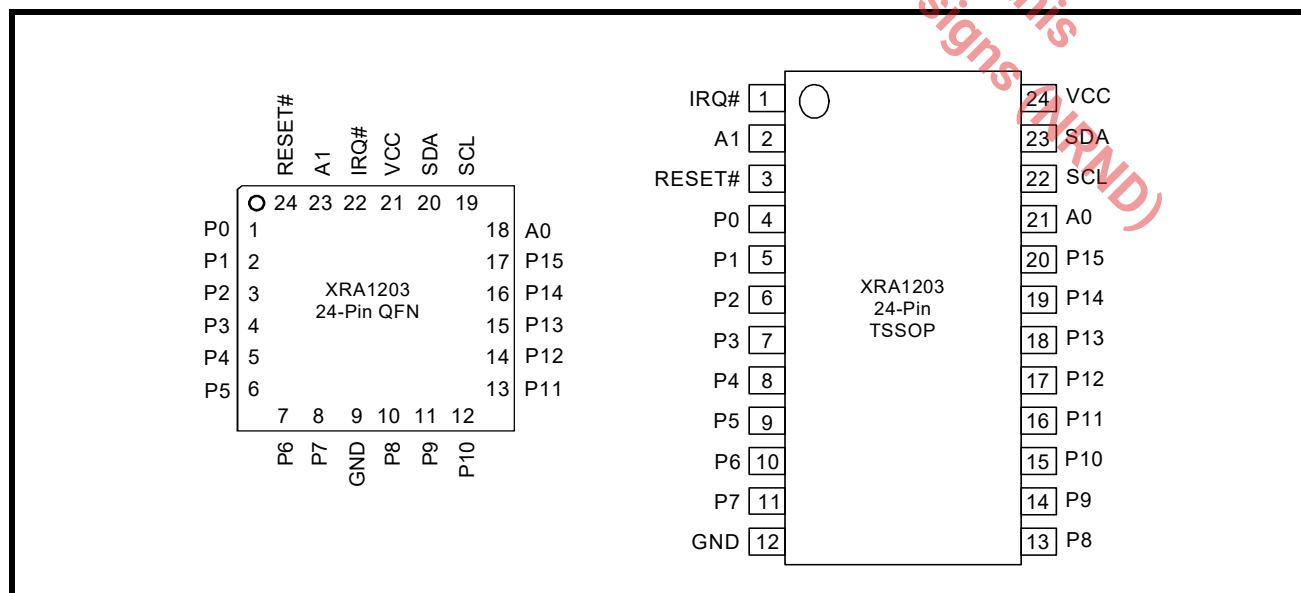 nis
signs (NRND)
RESET# A1 IRQ# VCC SDA SCL
24 23 22 21 20 19
P0 1 18 A0
P1 2 17 P15
P2 3 16 P14
P3 4 15 P13
P4 5 14 P12
P5 6 13 P11
XRA1203
24-Pin QFN
7 8 9 10 11 12
P6 P7 GND P8 P9 P10
IRQ# 1 24 VCC
A1 2 23 SDA
RESET# 3 22 SCL
P0 4 21 A0
P1 5 20 P15
P2 6 19 P14
P3 7 18 P13
P4 8 17 P12
P5 9 16 P11
P6 10 15 P10
P7 11 14 P9
GND 12 13 P8
XRA1203
24-Pin
TSSOP